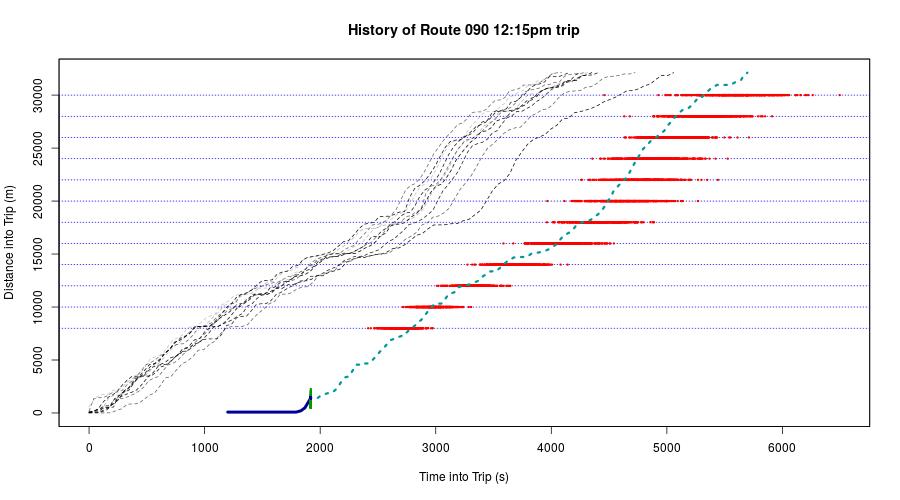 History of Route 090 12:15pm trip
Distance into Trip (m)
30000
25000
20000
15000
10000
5000
0
0 1000 2000 3000 4000 5000 6000
Time into Trip (s)